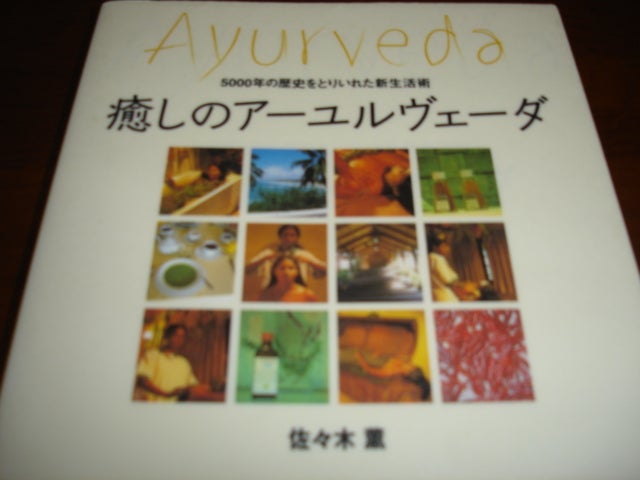 Ayurveda
5000年の歴史をとりいれた新生活術
癒しのアーユルヴェーダ
佐々木 薫